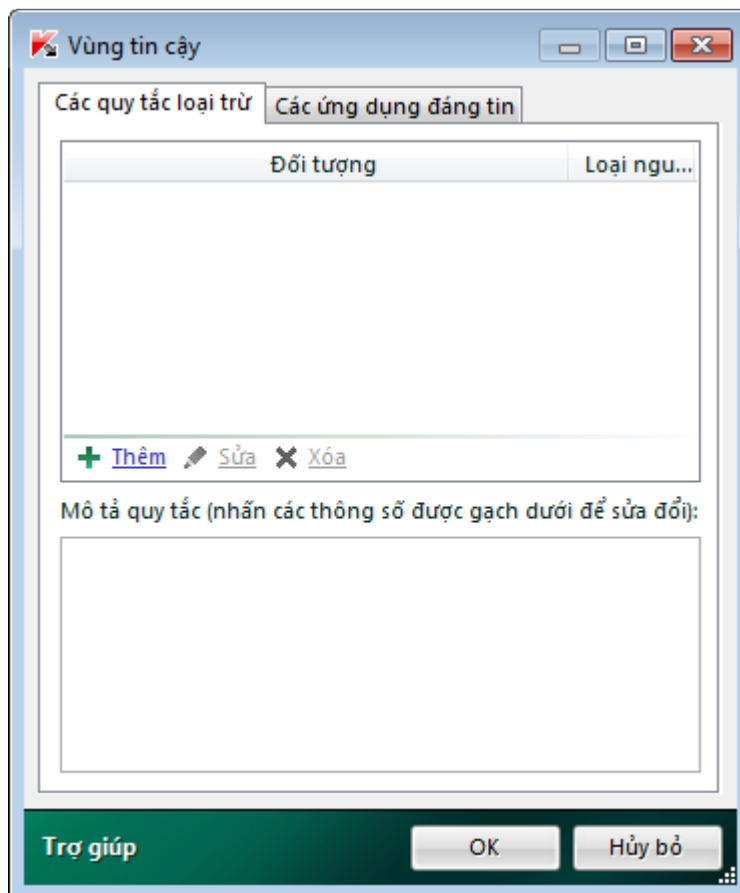 Vùng tin cậy
Các quy tắc loại trừ Các ứng dụng đáng tin
Đối tượng Loại ngu...
Thêm Sửa Xóa
Mô tả quy tắc (nhấn các thông số được gạch dưới để sửa đổi):
Trợ giúp OK Hủy bỏ